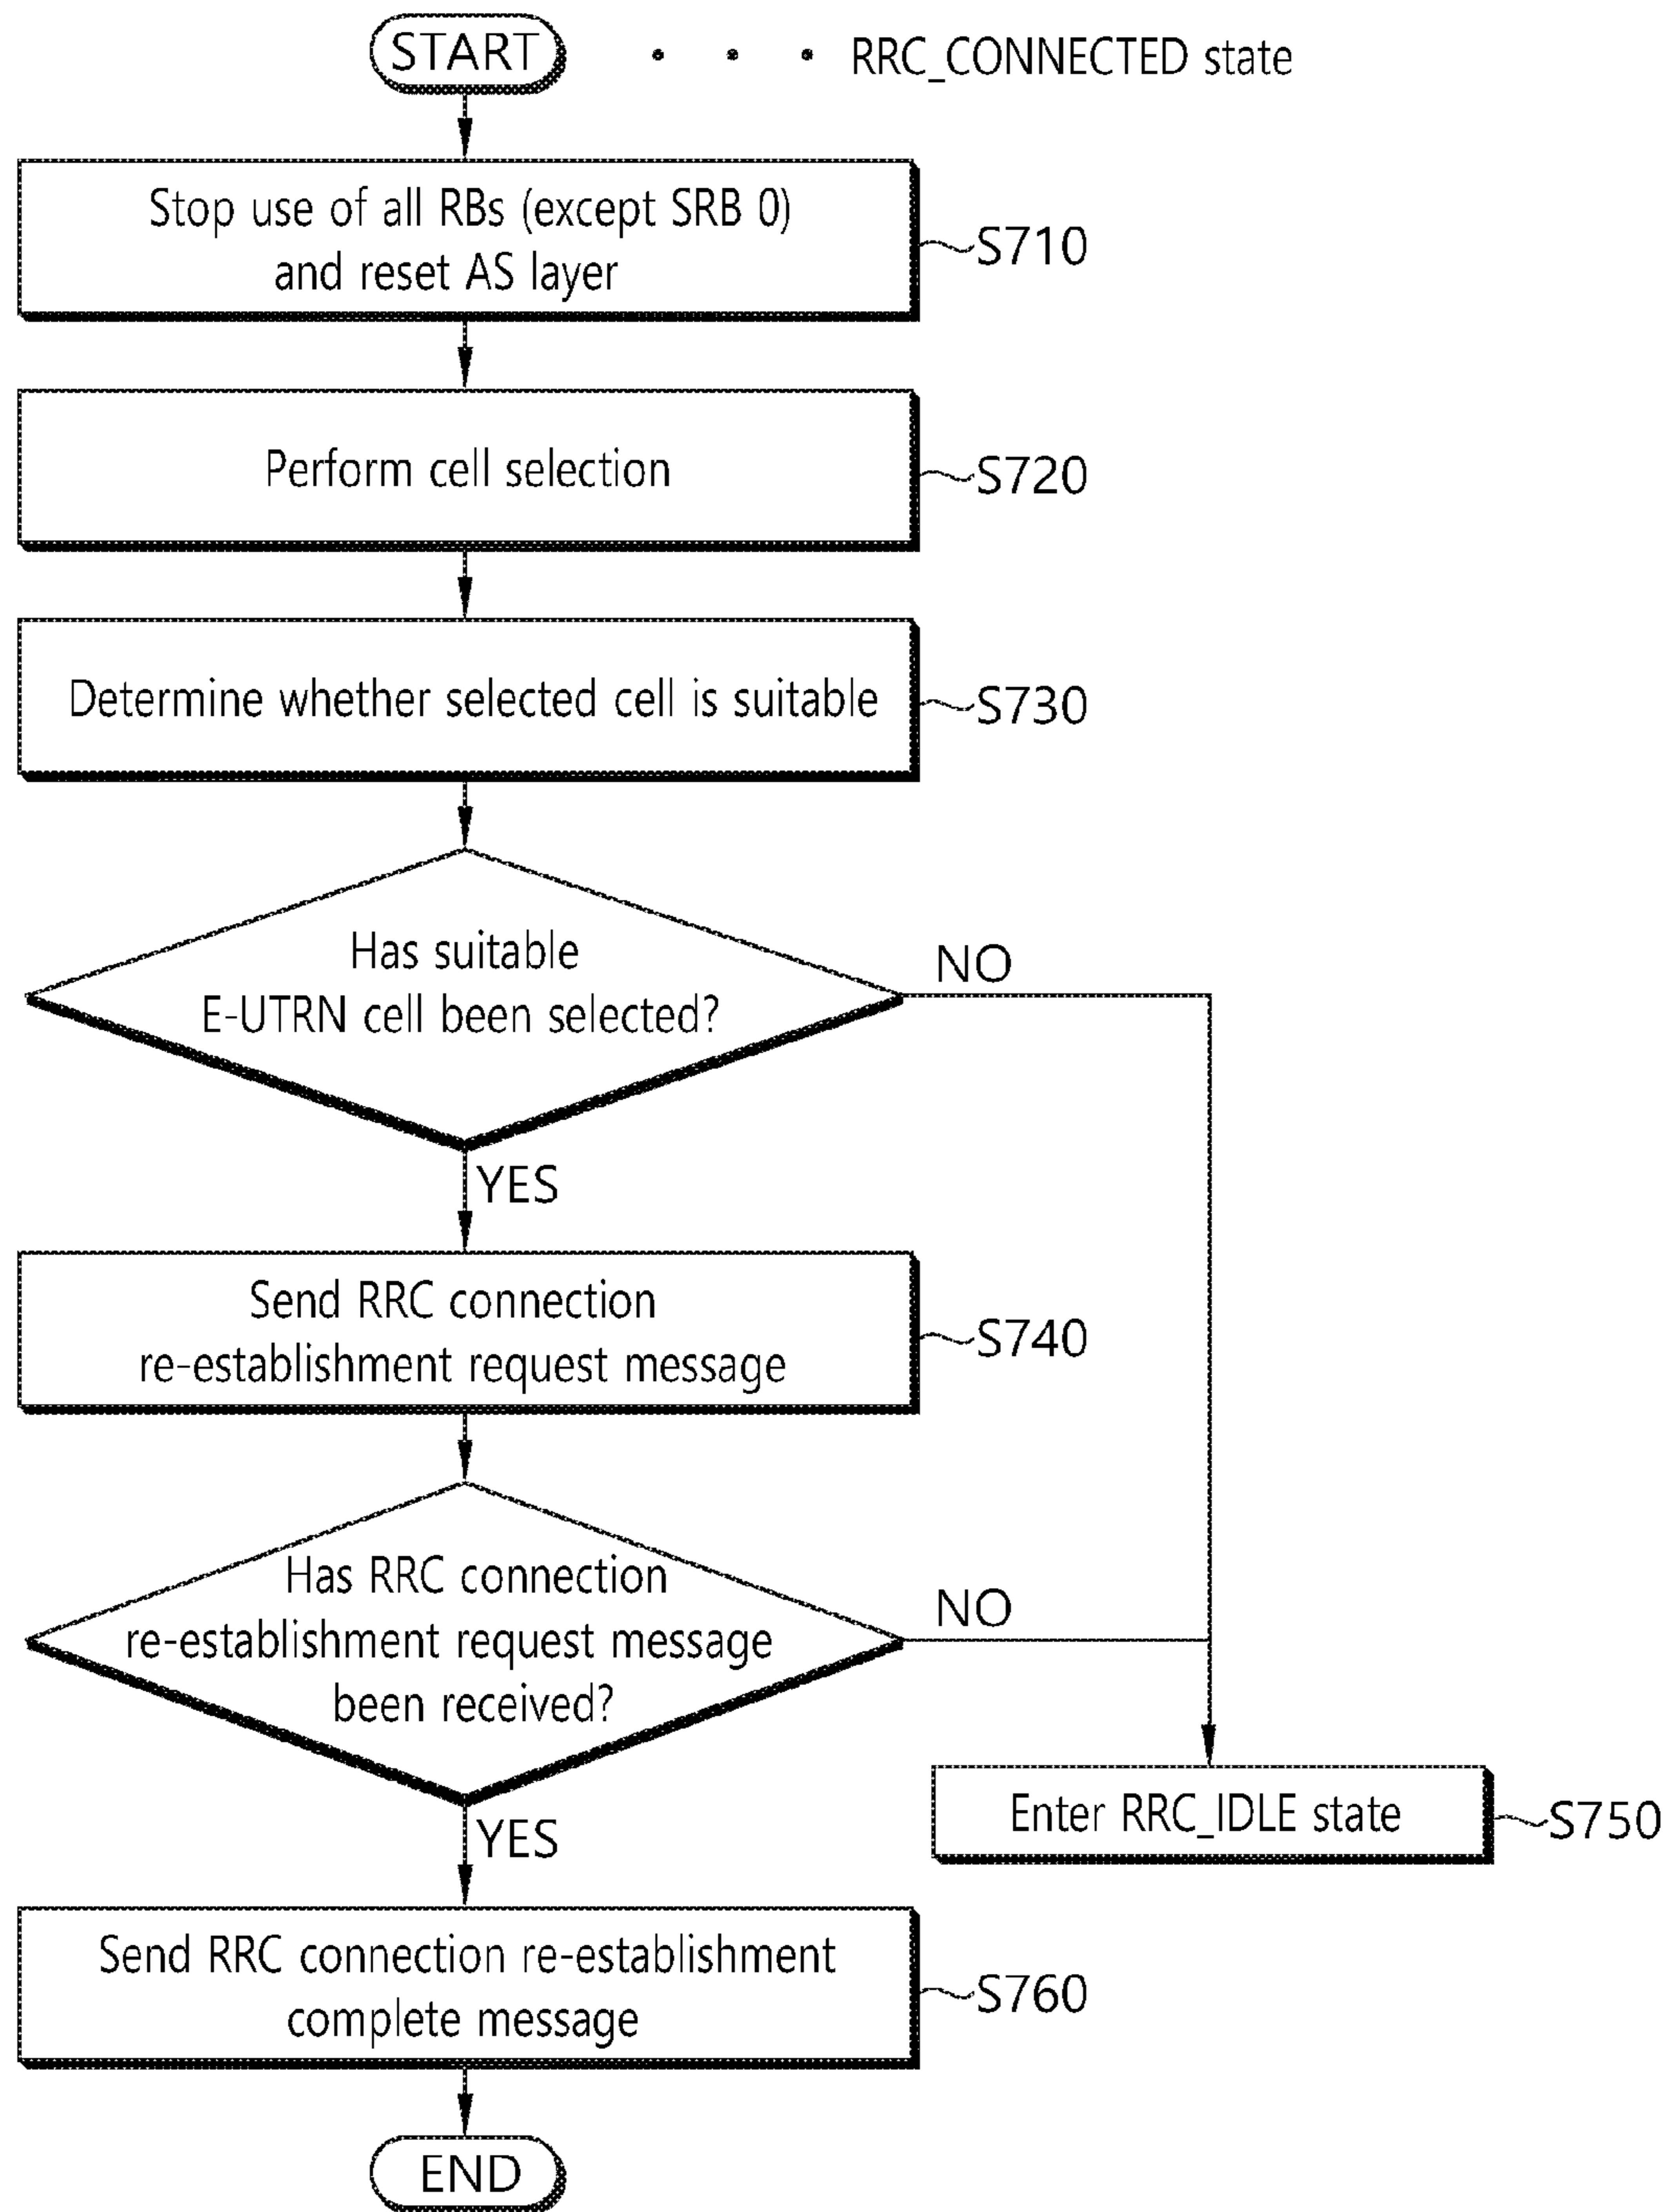 START
RRC_CONNECTED state
Stop use of all RBs (except SRB 0)
and reset AS layer
S710
Perform cell selection
S720
Determine whether selected cell is suitable
S730
Has suitable
E-UTRN cell been selected?
NO
YES
Send RRC connection
re-establishment request message
S740
Has RRC connection
re-establishment request message
been received?
NO
YES
Enter RRC_IDLE state
S750
Send RRC connection re-establishment
complete message
S760
END